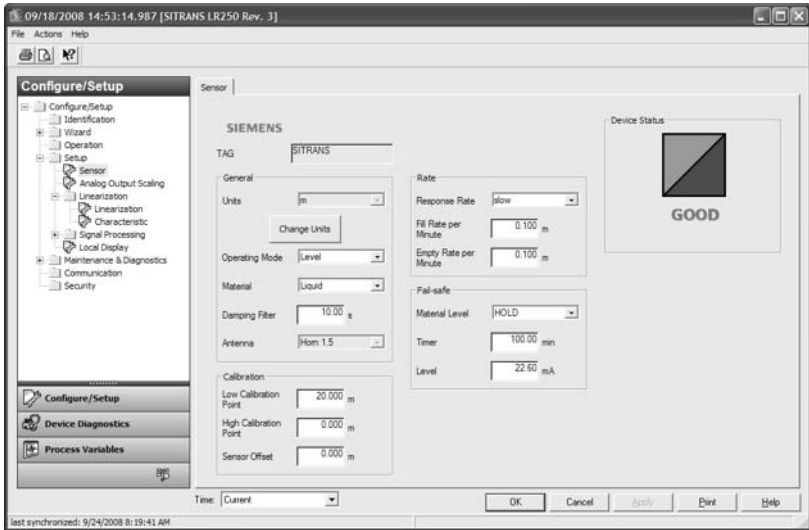 09/18/2008 14:53:14.987 [SITRANS LR250 Rev. 3]
File Actions Help
Configure/Setup
Configure/Setup
Identification
Wizard
Operation
Setup
Sensor
Analog Output Scaling
Linearization
Linearization
Characteristic
Signal Processing
Local Display
Maintenance & Diagnostics
Communication
Security
Configure/Setup
Device Diagnostics
Process Variables
Sensor
SIEMENS
TAG SITRANS
General
Units m
Change Units
Operating Mode Level
Material Liquid
Damping Filter 10.00 s
Antenna Horn 1.5
Calibration
Low Calibration
Point 20.000 m
High Calibration
Point 0.000 m
Sensor Offset 0.000 m
Rate
Response Rate slow
Fill Rate per
Minute 0.100 m
Empty Rate per
Minute 0.100 m
Fail-safe
Material Level HOLD
Timer 100.00 min
Level 22.60 mA
Device Status
GOOD
Time: Current
OK Cancel Apply Print Help
last synchronized: 9/24/2008 8:19:41 AM